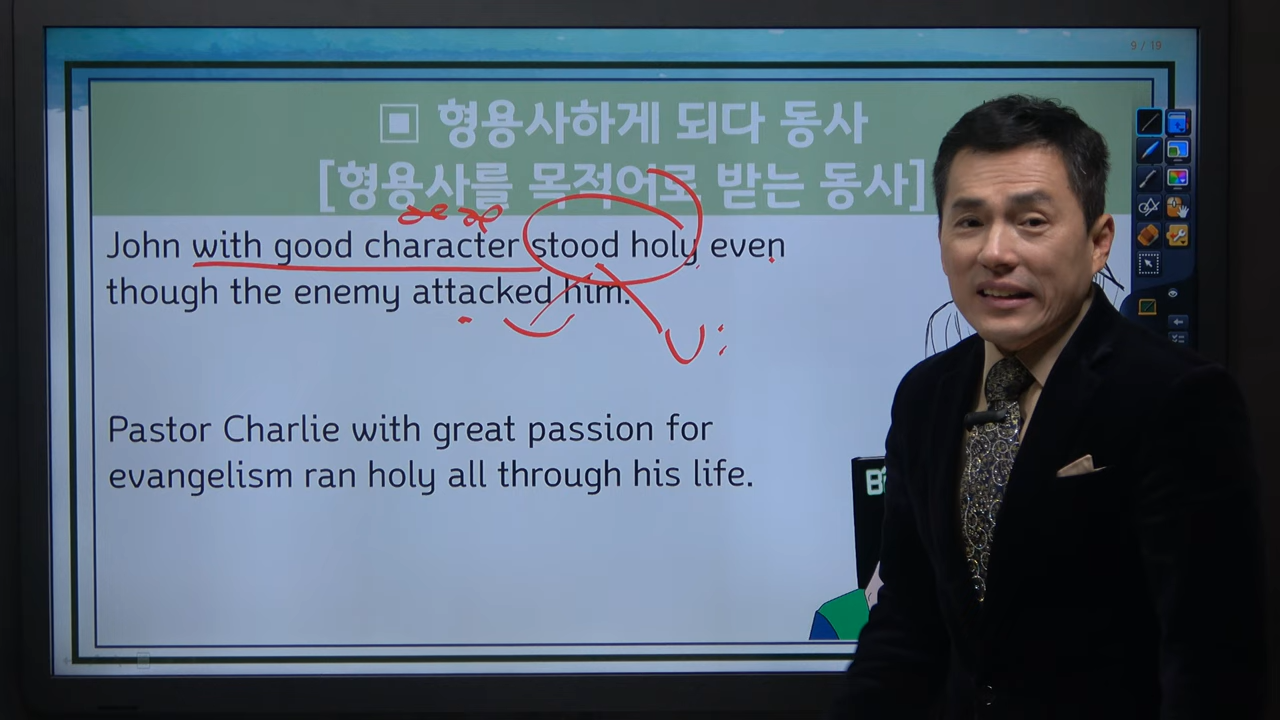 9 / 19
▣ 형용사하게 되다 동사
[형용사를 목적어로 받는 동사]
John with good character stood holy even
though the enemy attacked him.
Pastor Charlie with great passion for
evangelism ran holy all through his life.